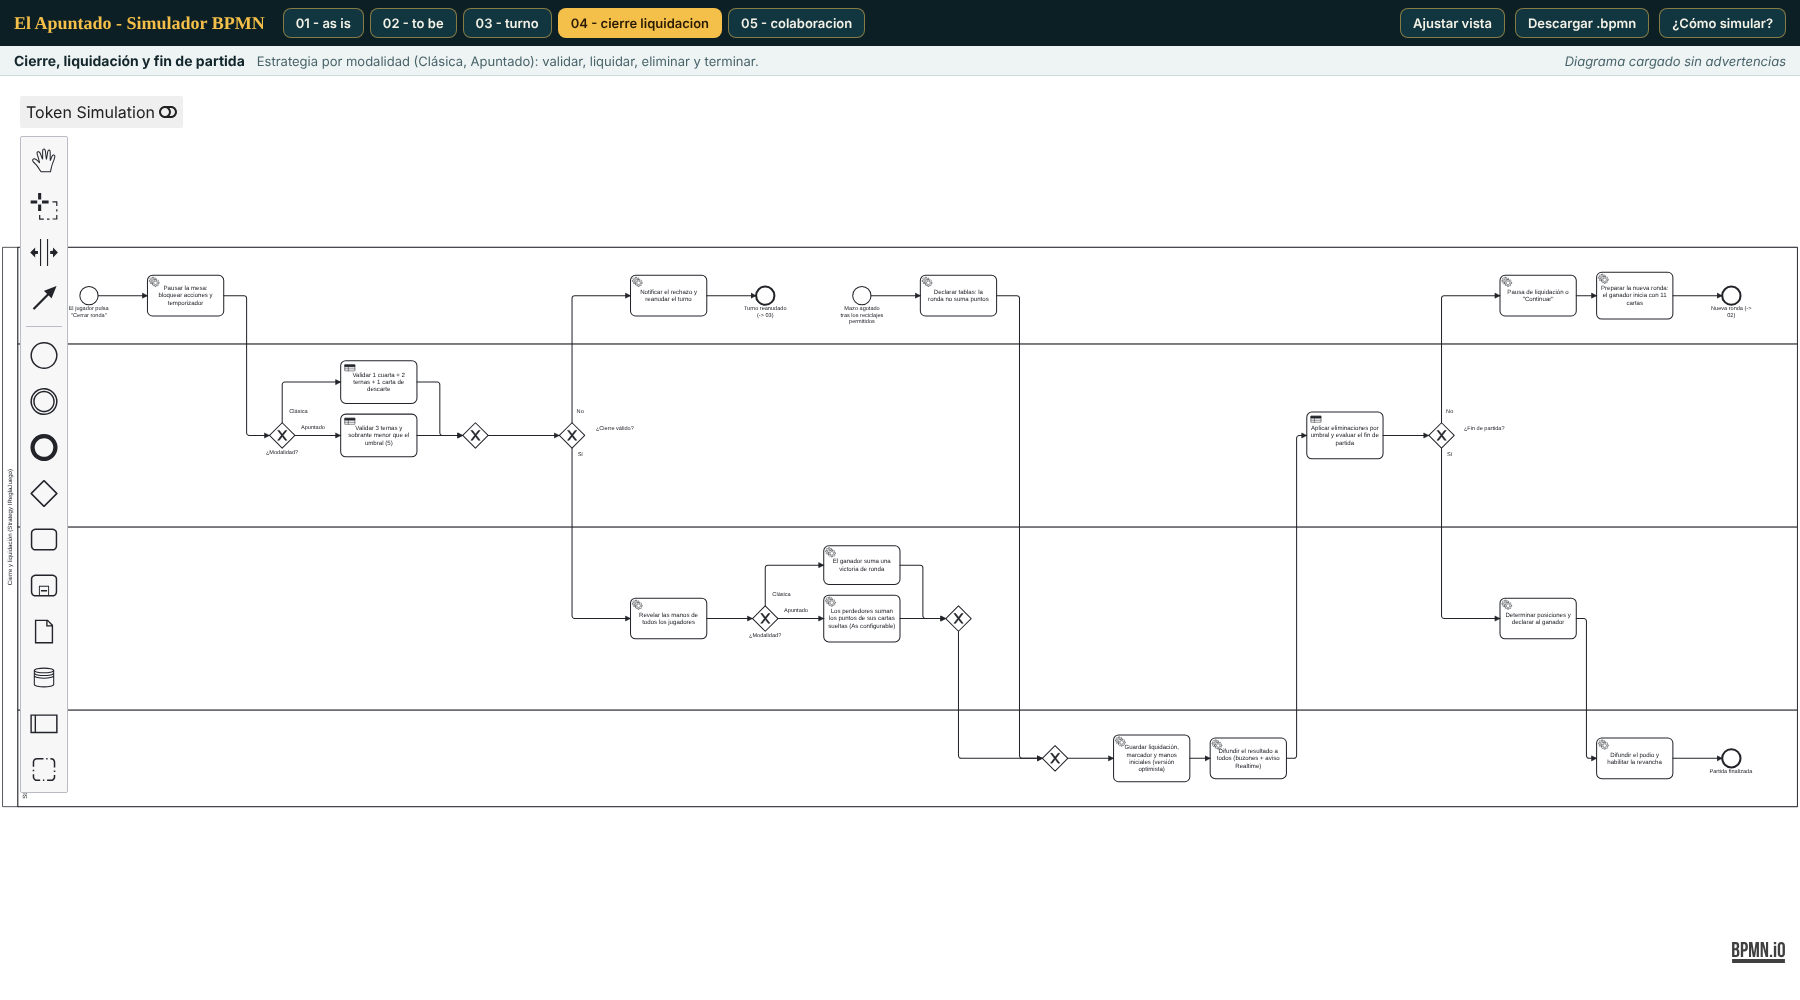 El Apuntado - Simulador BPMN
01 - as is
02 - to be
03 - turno
04 - cierre liquidacion
05 - colaboracion
Ajustar vista
Descargar .bpmn
¿Cómo simular?
Cierre, liquidación y fin de partida
Estrategia por modalidad (Clásica, Apuntado): validar, liquidar, eliminar y terminar.
Diagrama cargado sin advertencias
Token Simulation
El jugador pulsa
"Cerrar ronda"
Pausar la mesa:
bloquear acciones y
temporizador
Notificar el rechazo y
reanudar el turno
Turno reanudado
(-> 03)
Mazo agotado
tras los reciclajes
permitidos
Declarar tablas: la
ronda no suma puntos
Pausa de liquidación o
"Continuar"
Preparar la nueva ronda:
el ganador inicia con 11
cartas
Nueva ronda (->
02)
Validar 1 cuarta + 2
ternas + 1 carta de
descarte
Clásica
Apuntado
¿Modalidad?
Validar 3 ternas y
sobrante menor que el
umbral (5)
No
¿Cierre válido?
Sí
Aplicar eliminaciones por
umbral y evaluar el fin de
partida
No
¿Fin de partida?
Sí
Cierre y liquidación (Strategy IReglaJuego)
El ganador suma una
victoria de ronda
Clásica
Apuntado
Revelar las manos de
todos los jugadores
¿Modalidad?
Los perdedores suman
los puntos de sus cartas
sueltas (As configurable)
Determinar posiciones y
declarar al ganador
Guardar liquidación,
marcador y manos
iniciales (versión
optimista)
Difundir el resultado a
todos (buzones + aviso
Realtime)
Difundir el podio y
habilitar la revancha
Partida finalizada
BPMN.iO